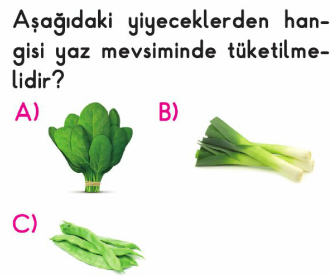 Aşağıdaki yiyeceklerden han-
gisi yaz mevsiminde tüketilme-
lidir?
A)
B)
C)